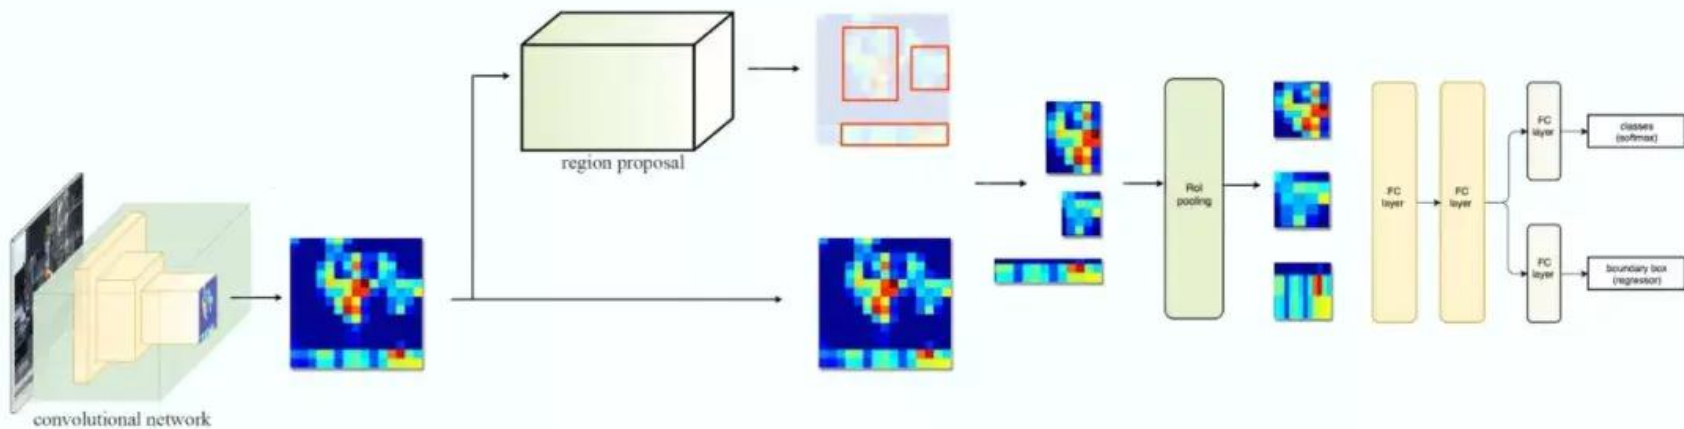 region proposal
convolutional network
RoI
pooling
FC
layer
FC
layer
FC
layer
classes
(softmax)
FC
layer
boundary box
(regressor)